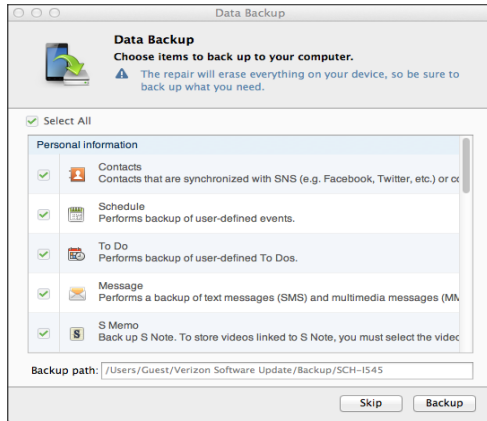 Data Backup
Data Backup
Choose items to back up to your computer.
The repair will erase everything on your device, so be sure to
back up what you need.
Select All
Personal information
Contacts
Contacts that are synchronized with SNS (e.g. Facebook, Twitter, etc.) or
Schedule
Performs backup of user-defined events.
To Do
Performs backup of user-defined To Dos.
Message
Performs a backup of text messages (SMS) and multimedia messages
S Memo
Back up S Note. To store videos linked to S Note, you must select the
Backup path: /Users/Guest/Verizon Software Update/Backup/SCH-I545
Skip Backup